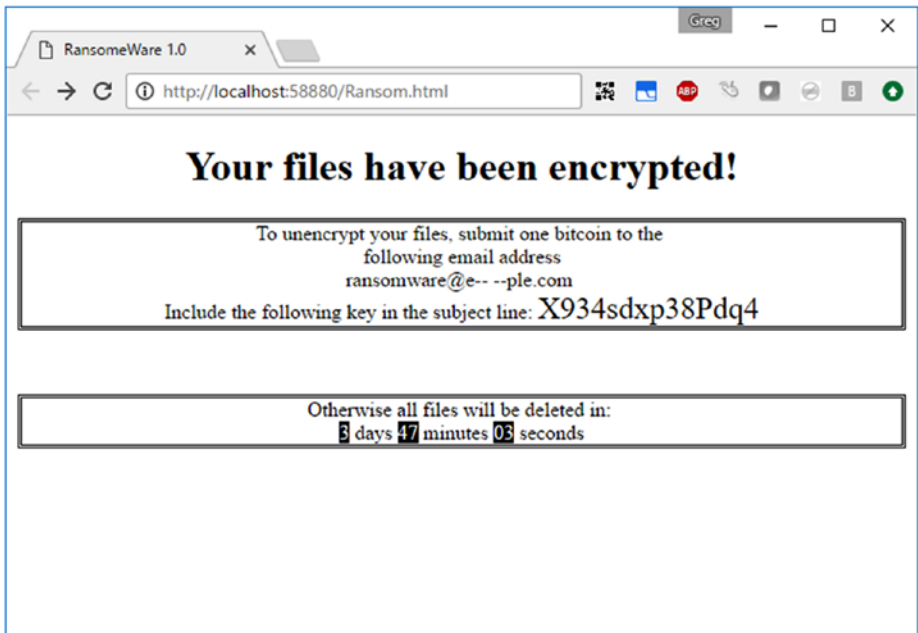 Greg
RansomeWare 1.0
http://localhost:58880/Ransom.html
ABP
B
Your files have been encrypted!
To unencrypt your files, submit one bitcoin to the
following email address
ransomware@e-- --ple.com
Include the following key in the subject line: X934sdxp38Pdq4
Otherwise all files will be deleted in:
3 days 47 minutes 03 seconds